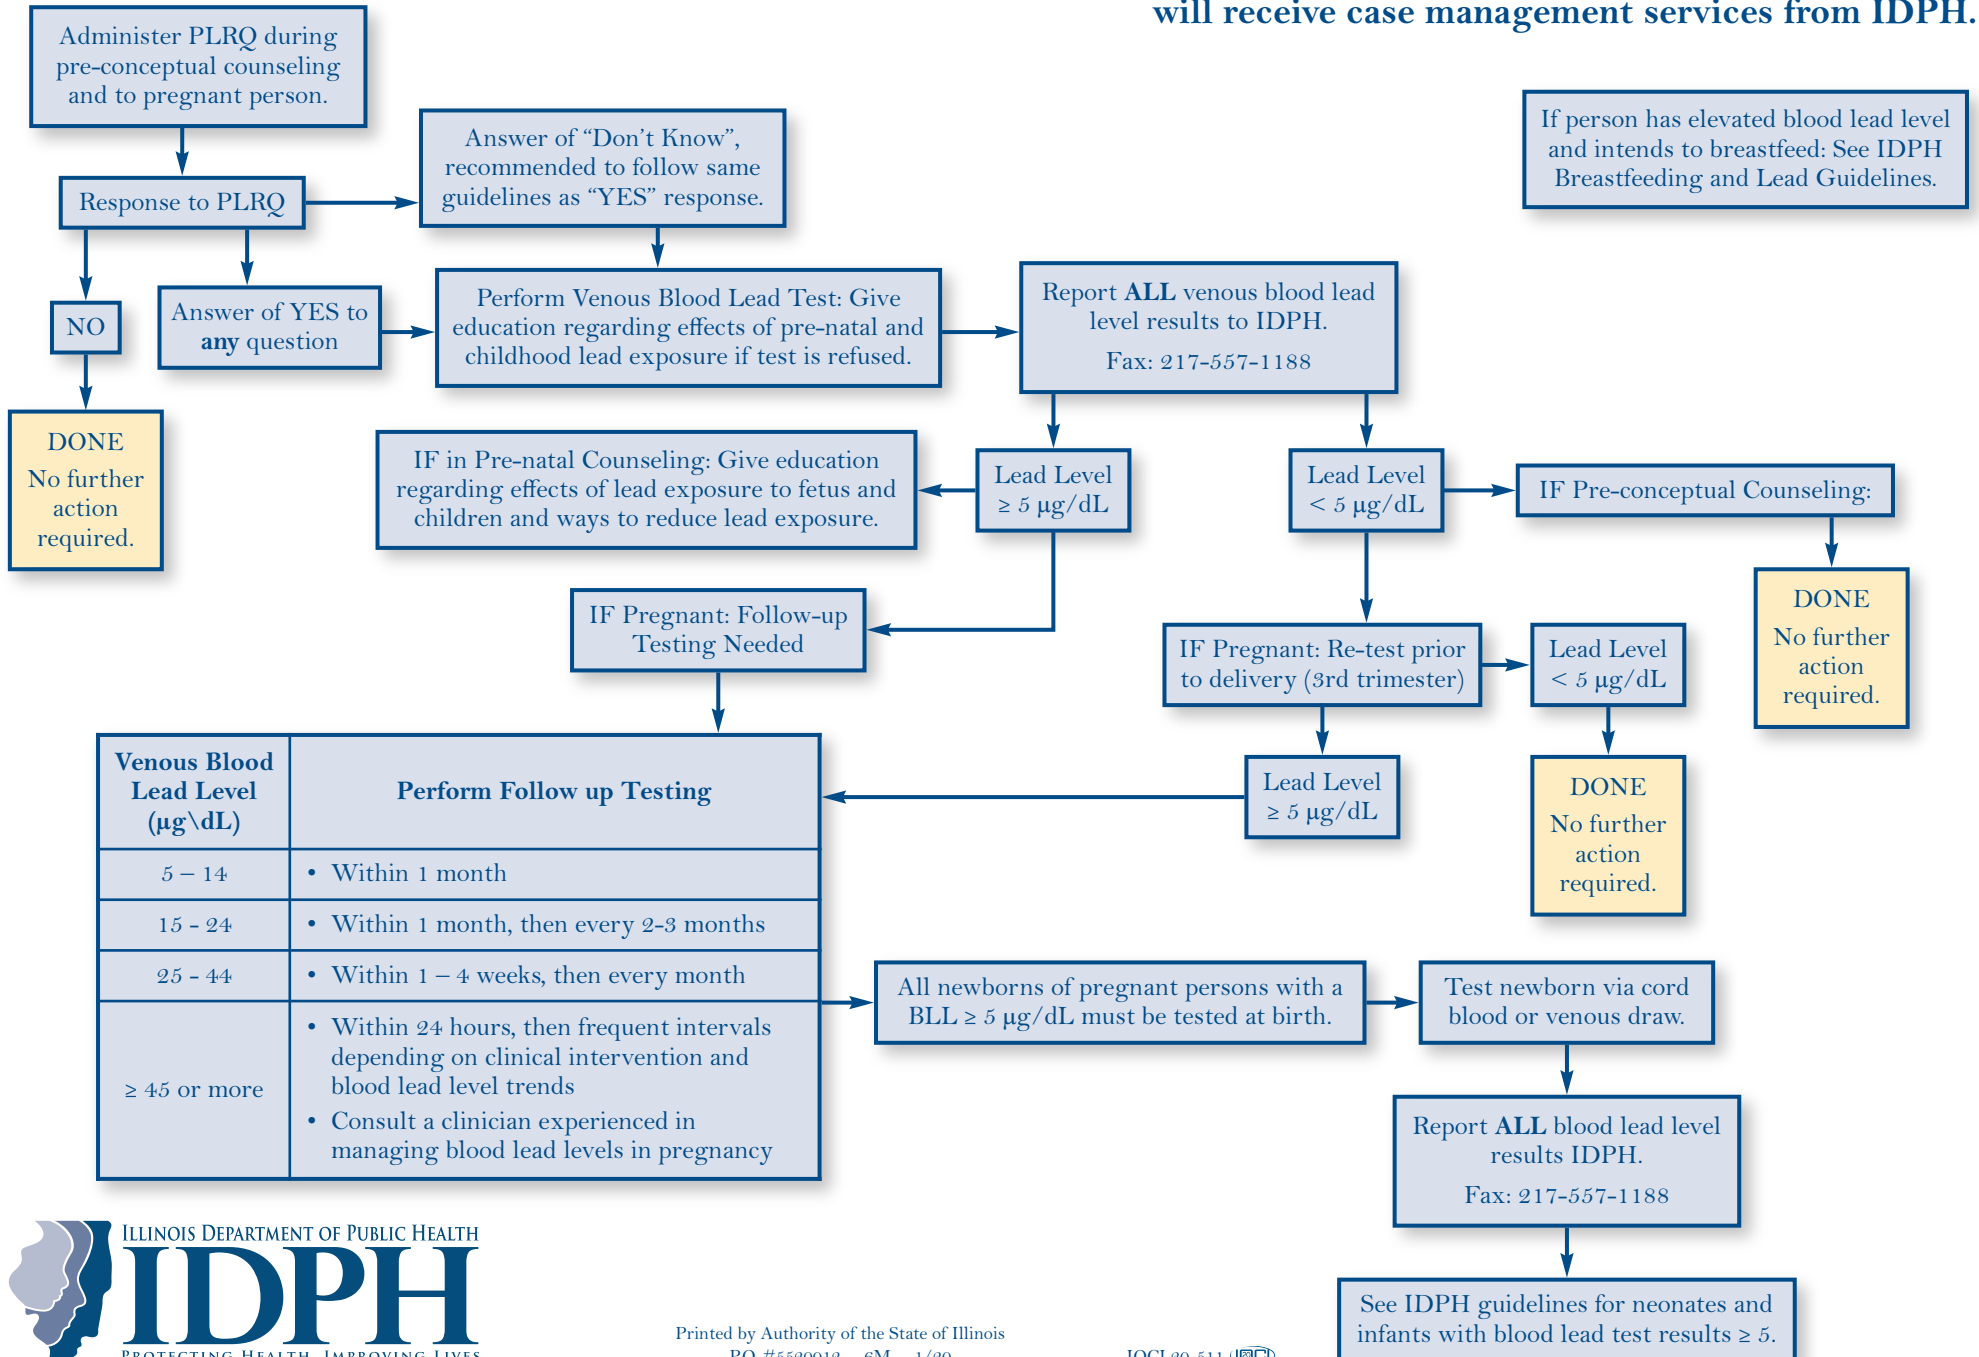 will receive case management services from IDPH.
Administer PLRQ during
pre-conceptual counseling
and to pregnant person.
If person has elevated blood lead level
and intends to breastfeed: See IDPH
Breastfeeding and Lead Guidelines.
Answer of “Don't Know”,
recommended to follow same
guidelines as “YES” response.
Response to PLRQ
NO
Answer of YES to
any question
Perform Venous Blood Lead Test: Give
education regarding effects of pre-natal and
childhood lead exposure if test is refused.
Report ALL venous blood lead
level results to IDPH.
Fax: 217-557-1188
DONE
No further
action
required.
IF in Pre-natal Counseling: Give education
regarding effects of lead exposure to fetus and
children and ways to reduce lead exposure.
Lead Level
≥ 5 µg/dL
Lead Level
< 5 µg/dL
IF Pre-conceptual Counseling:
DONE
No further
action
required.
IF Pregnant: Follow-up
Testing Needed
IF Pregnant: Re-test prior
to delivery (3rd trimester)
Lead Level
< 5 µg/dL
Lead Level
≥ 5 µg/dL
DONE
No further
action
required.
Venous Blood
Lead Level
(µg\dL)
Perform Follow up Testing
5 – 14
• Within 1 month
15 - 24
• Within 1 month, then every 2-3 months
25 - 44
• Within 1 – 4 weeks, then every month
≥ 45 or more
• Within 24 hours, then frequent intervals
depending on clinical intervention and
blood lead level trends
• Consult a clinician experienced in
managing blood lead levels in pregnancy
All newborns of pregnant persons with a
BLL ≥ 5 µg/dL must be tested at birth.
Test newborn via cord
blood or venous draw.
Report ALL blood lead level
results IDPH.
Fax: 217-557-1188
See IDPH guidelines for neonates and
infants with blood lead test results ≥ 5.
ILLINOIS DEPARTMENT OF PUBLIC HEALTH
IDPH
PROTECTING HEALTH, IMPROVING LIVES
Printed by Authority of the State of Illinois
P.O. #5520012 6M 1/20
IOCI 20-511